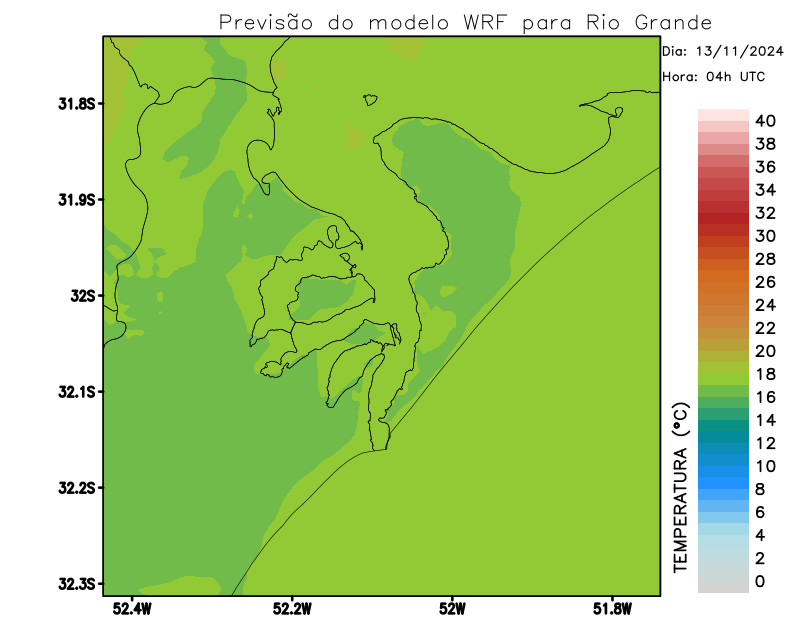 Previsão do modelo WRF para Rio Grande
Dia: 13/11/2024
Hora: 04h UTC
31.8S
31.9S
32S
32.1S
32.2S
32.3S
52.4W
52.2W
52W
51.8W
TEMPERATURA (ºC)
40
38
36
34
32
30
28
26
24
22
20
18
16
14
12
10
8
6
4
2
0